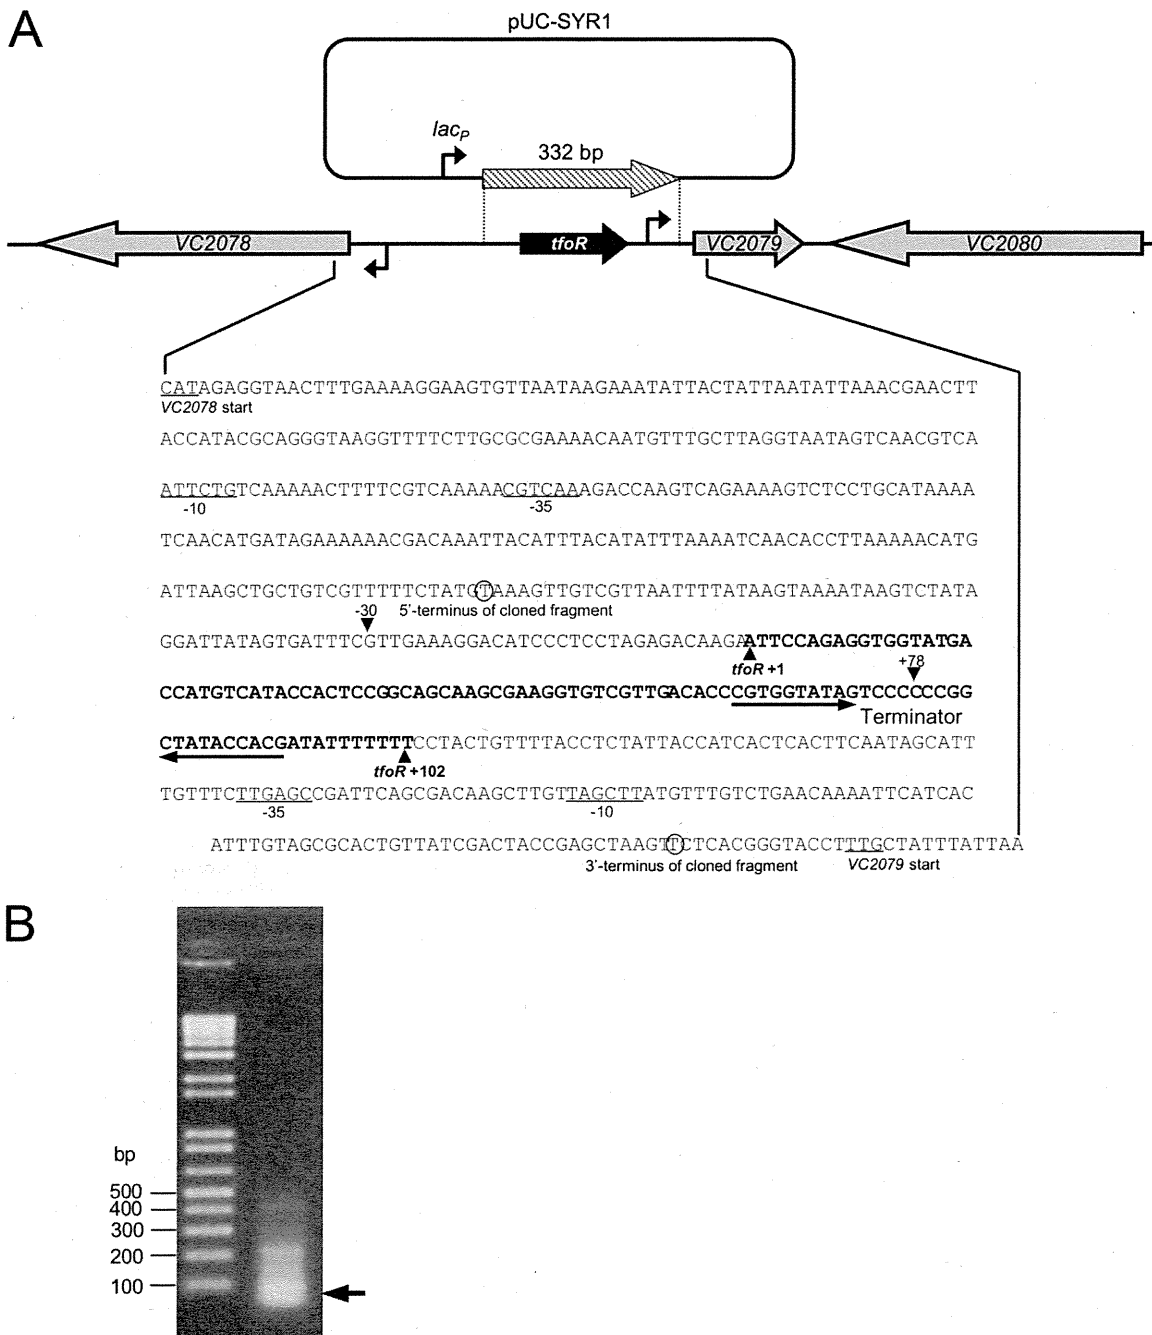 A
pUC-SYR1
lacP
332 bp
VC2078
tfoR
VC2079
VC2080
CATAGAGGTAACTTTGAAAAGGAAGTGTTAATAAGAAATATTACTATTAATATTAAACGAACTT
VC2078 start
ACCATACGCAGGGTAAGGTTTTCTTGCGCGAAAACAATGTTTGCTTAGGTAATAGTCAACGTCA
ATTCTGTCAAAAACTTTTCGTCAAAAACGTCAAAGACCAAGTCAGAAAAGTCTCCTGCATAAAA
-10
-35
TCAACATGATAGAAAAAACGACAAATTACATTTACATATTTAAAATCAACACCTTAAAAACATG
ATTAAGCTGCTGTCGTTTTTCTATGTAAAGTTGTCGTTAATTTTATAAGTAAAATAAGTCTATA
-30
5'-terminus of cloned fragment
GGATTATAGTGATTTCGTTGAAAGGACATCCCTCCTAGAGACAAGAATTCCAGAGGTGGTATGA
tfoR +1
+78
CCATGTCATACCACTCCGGCAGCAAGCGAAGGTGTCGTTGACACCCGTGGTATAGTCCCCCCGG
Terminator
CTATACCACGATATTTTTTTCCTACTGTTTTACCTCTATTACCATCACTCACTTCAATAGCATT
tfoR +102
TGTTTCTTGAGCCGATTCAGCGACAAGCTTGTTAGCTTATGTTTGTCTGAACAAAATTCATCAC
-35
-10
ATTTGTAGCGCACTGTTATCGACTACCGAGCTAAGTTCTCACGGGTACCTTTGCTATTTATTAA
3'-terminus of cloned fragment
VC2079 start
B
bp
500
400
300
200
100